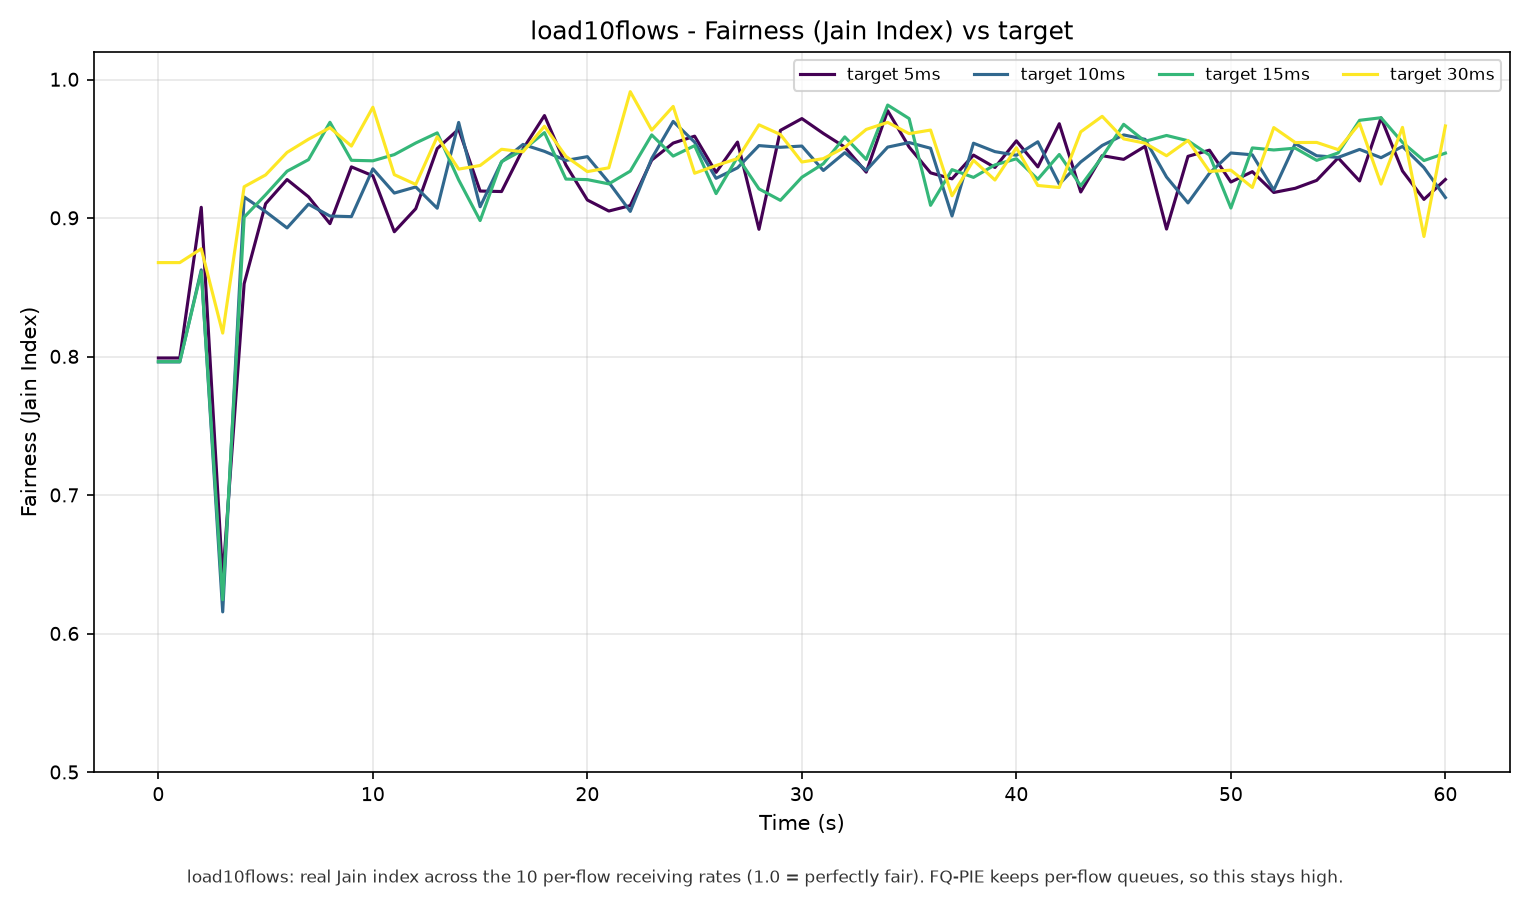 load10flows - Fairness (Jain Index) vs target
target 5ms target 10ms target 15ms target 30ms
Fairness (Jain Index)
1.0
0.9
0.8
0.7
0.6
0.5
0 10 20 30 40 50 60
Time (s)
load10flows: real Jain index across the 10 per-flow receiving rates (1.0 = perfectly fair). FQ-PIE keeps per-flow queues, so this stays high.